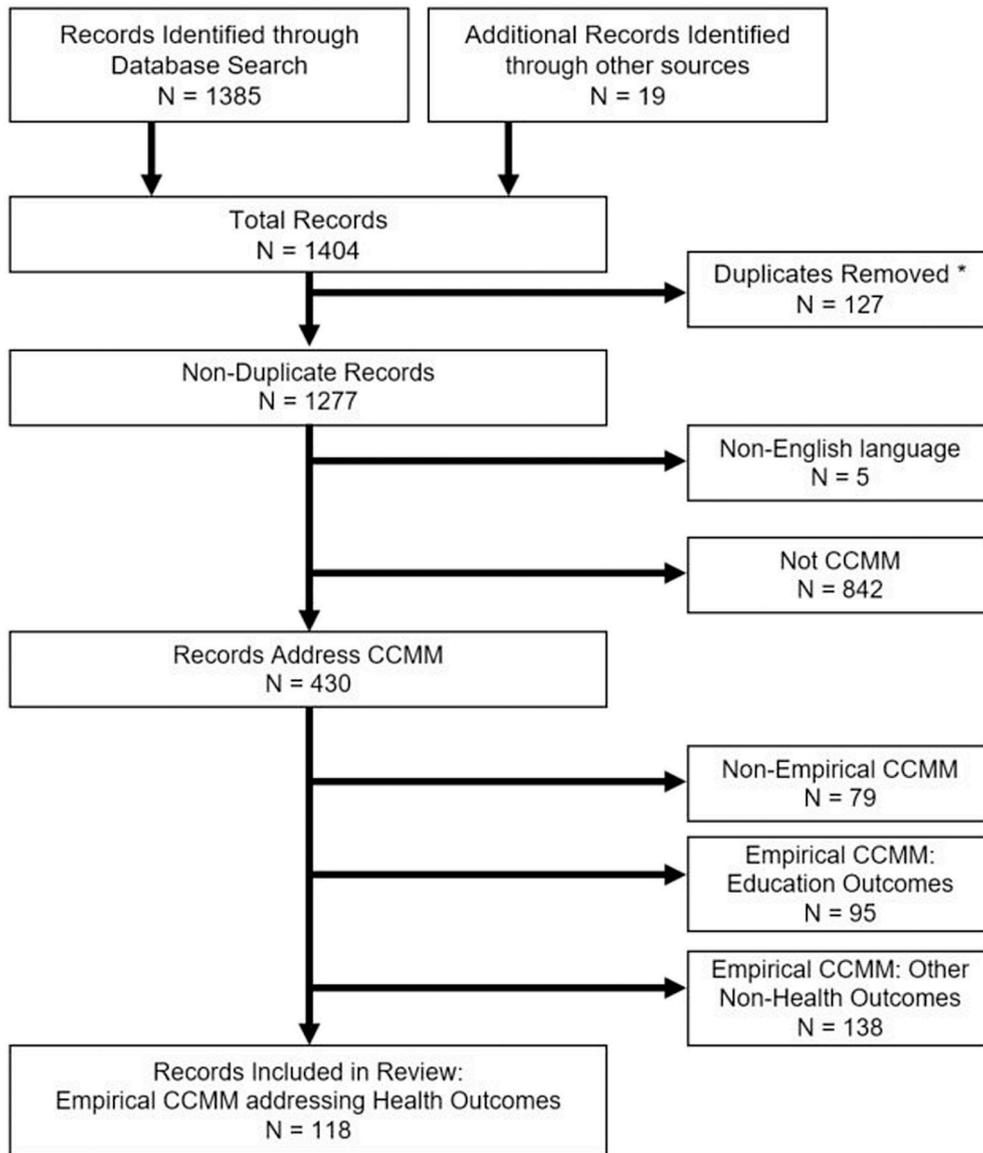 Records Identified through
Database Search
N = 1385
Additional Records Identified
through other sources
N = 19
Total Records
N = 1404
Duplicates Removed *
N = 127
Non-Duplicate Records
N = 1277
Non-English language
N = 5
Not CCMM
N = 842
Records Address CCMM
N = 430
Non-Empirical CCMM
N = 79
Empirical CCMM:
Education Outcomes
N = 95
Empirical CCMM: Other
Non-Health Outcomes
N = 138
Records Included in Review:
Empirical CCMM addressing Health Outcomes
N = 118